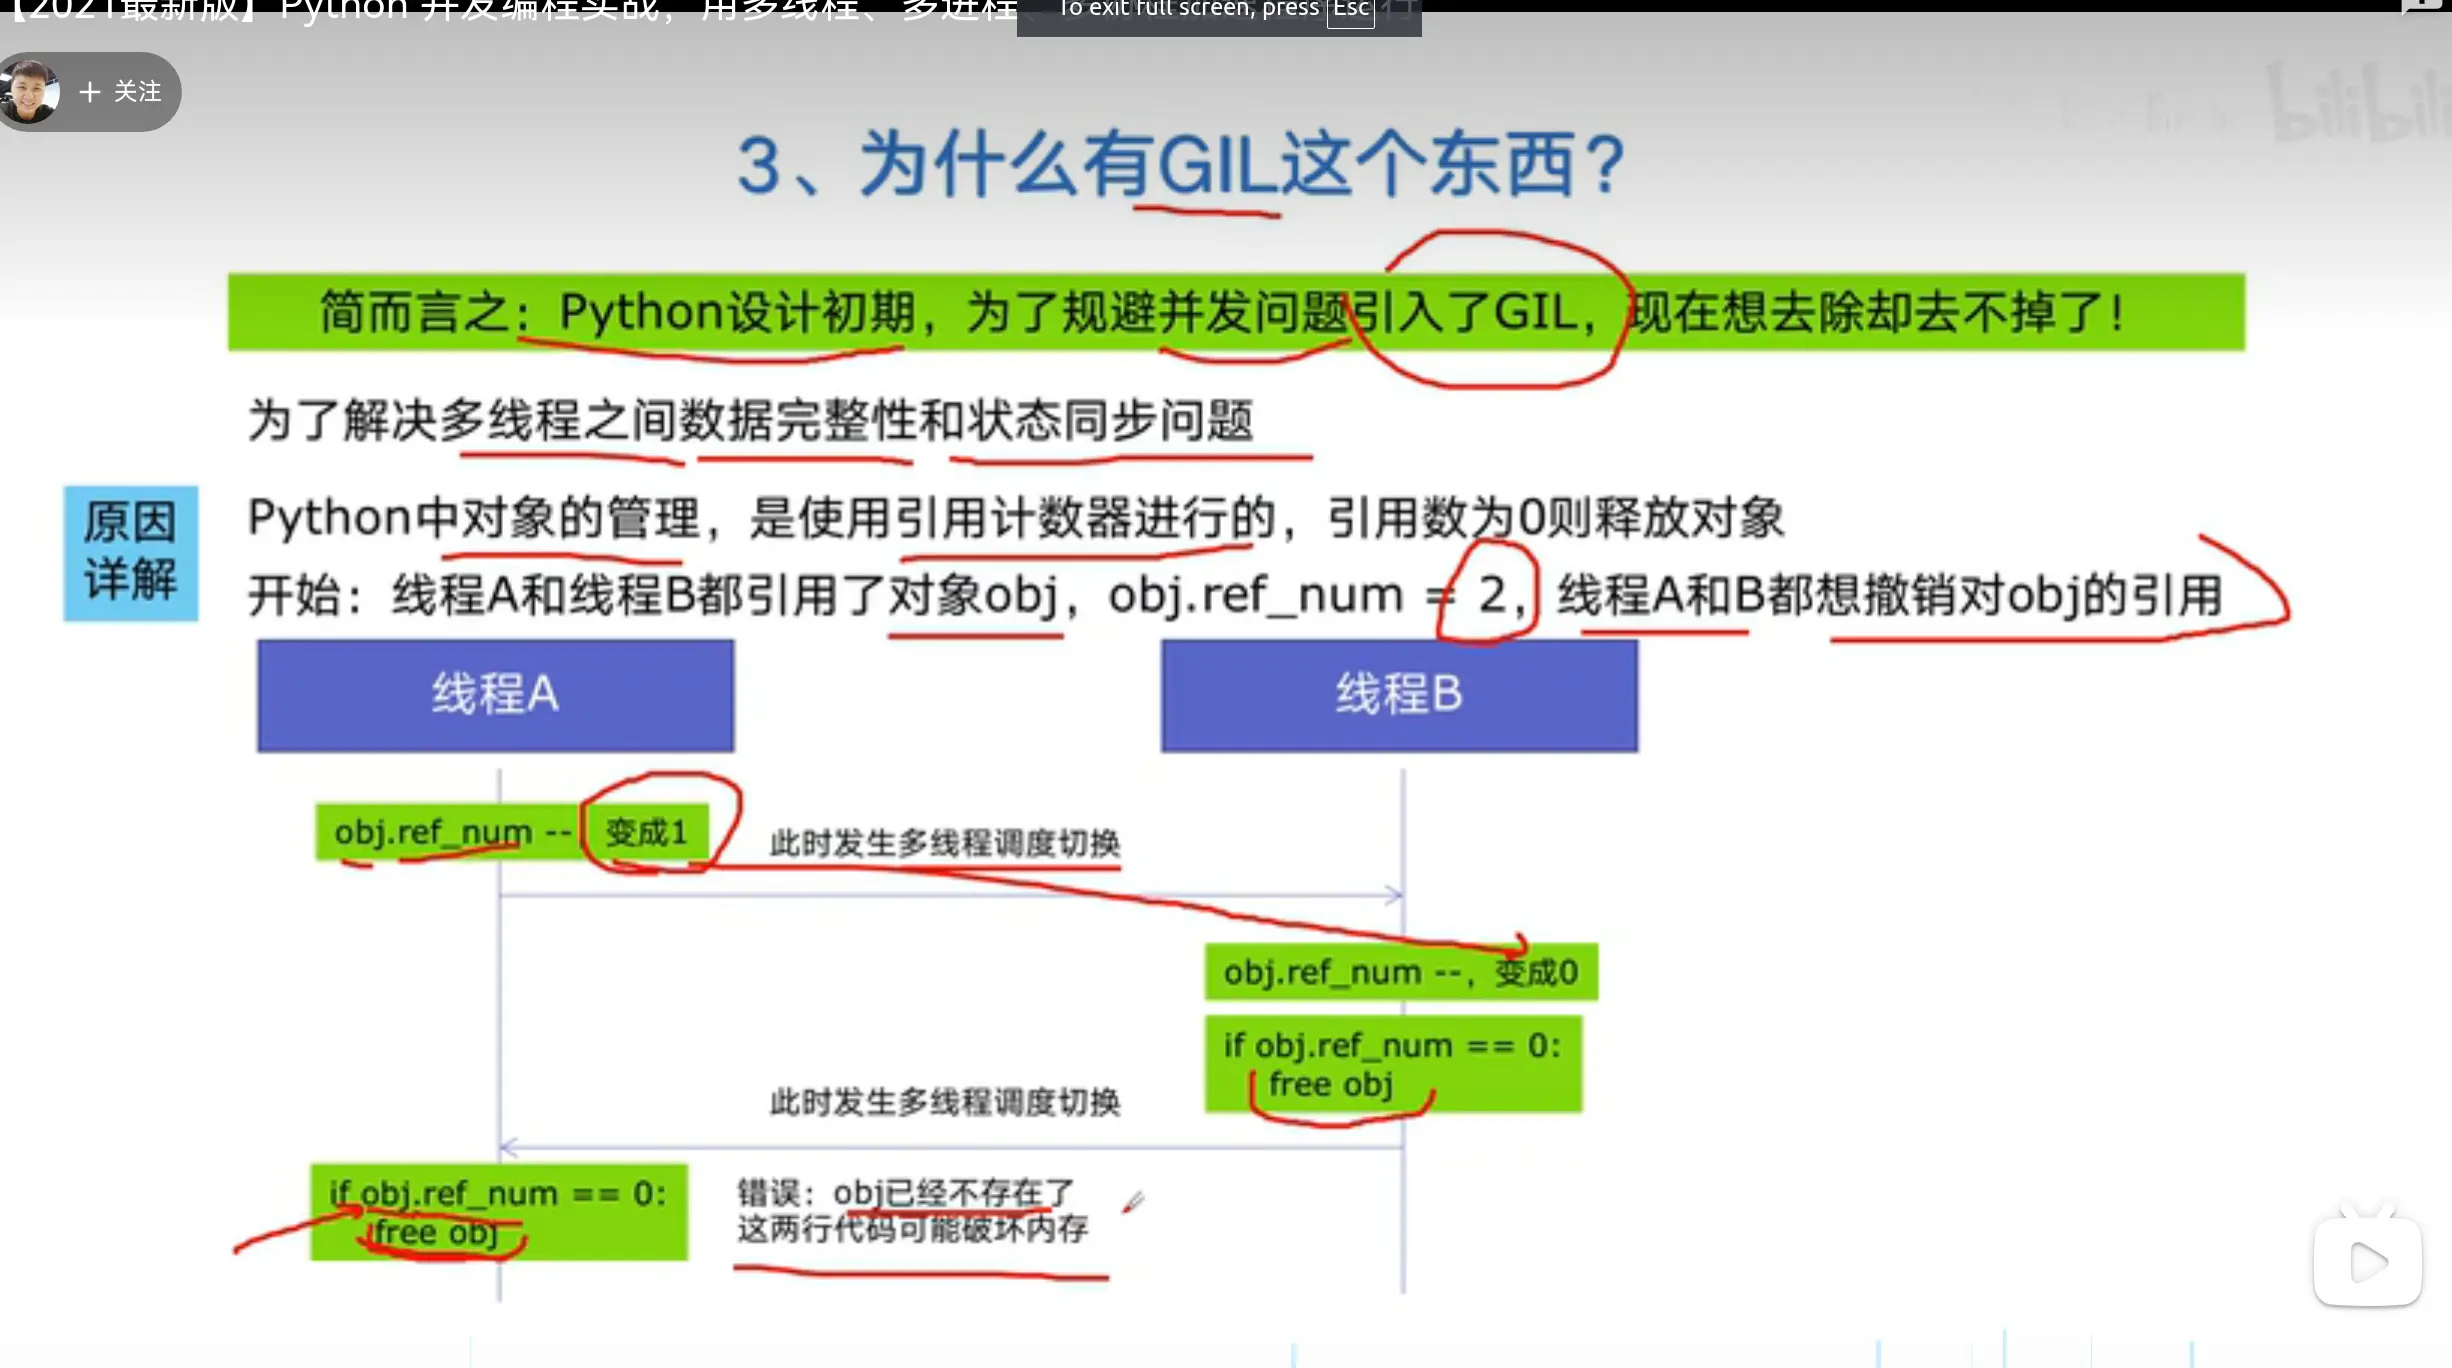 【2021最新版】Python 并发编程实战，用多线程、多进程、
To exit full screen, press Esc
+ 关注
bilibili
3、为什么有GIL这个东西？
简而言之：Python设计初期，为了规避并发问题引入了GIL，现在想去除却去不掉了！
为了解决多线程之间数据完整性和状态同步问题
原因
详解
Python中对象的管理，是使用引用计数器进行的，引用数为0则释放对象
开始：线程A和线程B都引用了对象obj，obj.ref_num = 2，线程A和B都想撤销对obj的引用
线程A
线程B
obj.ref_num -- 变成1
此时发生多线程调度切换
obj.ref_num --，变成0
if obj.ref_num == 0:
free obj
此时发生多线程调度切换
if obj.ref_num == 0:
free obj
错误：obj已经不存在了
这两行代码可能破坏内存